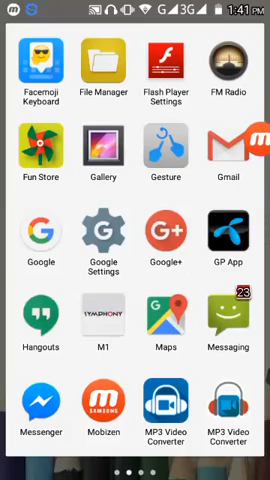 G 3G 1:41 PM
Facemoji Keyboard
File Manager
Flash Player Settings
FM Radio
Fun Store
Gallery
Gesture
Gmail
Google
Google Settings
G+
Google+
GP App
23
SYMPHONY
Hangouts
M1
Maps
Messaging
SAMSUNG
Messenger
Mobizen
MP3 Video Converter
MP3 Video Converter